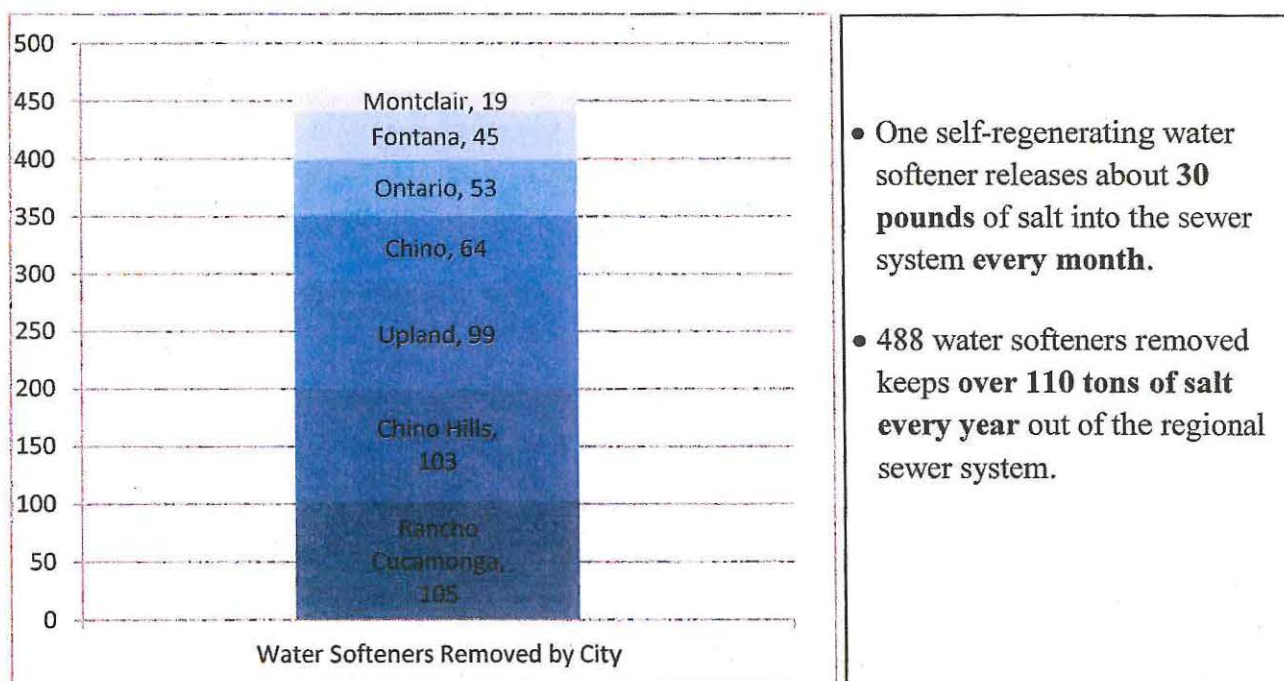 500
450
400
350
300
250
200
150
100
50
0
Montclair, 19
Fontana, 45
Ontario, 53
Chino, 64
Upland, 99
Chino Hills,
103
Rancho
Cucamonga,
105
Water Softeners Removed by City
• One self-regenerating water
softener releases about 30
pounds of salt into the sewer
system every month.
• 488 water softeners removed
keeps over 110 tons of salt
every year out of the regional
sewer system.